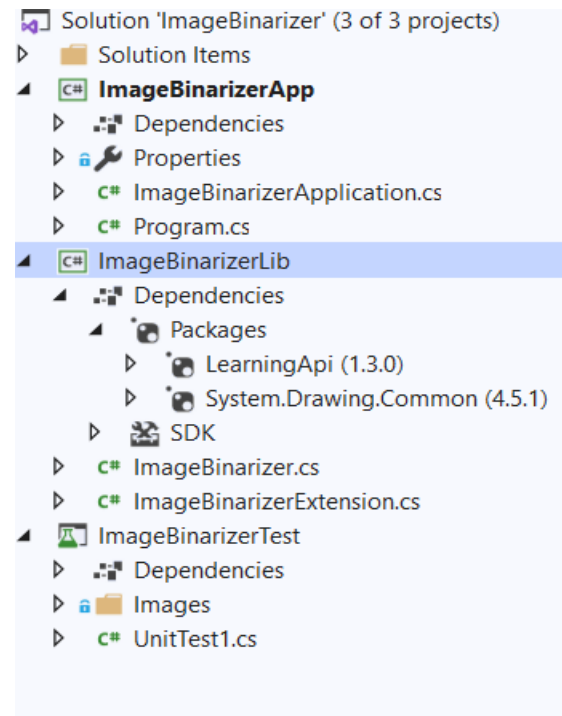 Solution 'ImageBinarizer' (3 of 3 projects)
Solution Items
C# ImageBinarizerApp
Dependencies
Properties
C# ImageBinarizerApplication.cs
C# Program.cs
C# ImageBinarizerLib
Dependencies
Packages
LearningApi (1.3.0)
System.Drawing.Common (4.5.1)
SDK
C# ImageBinarizer.cs
C# ImageBinarizerExtension.cs
ImageBinarizerTest
Dependencies
Images
C# UnitTest1.cs